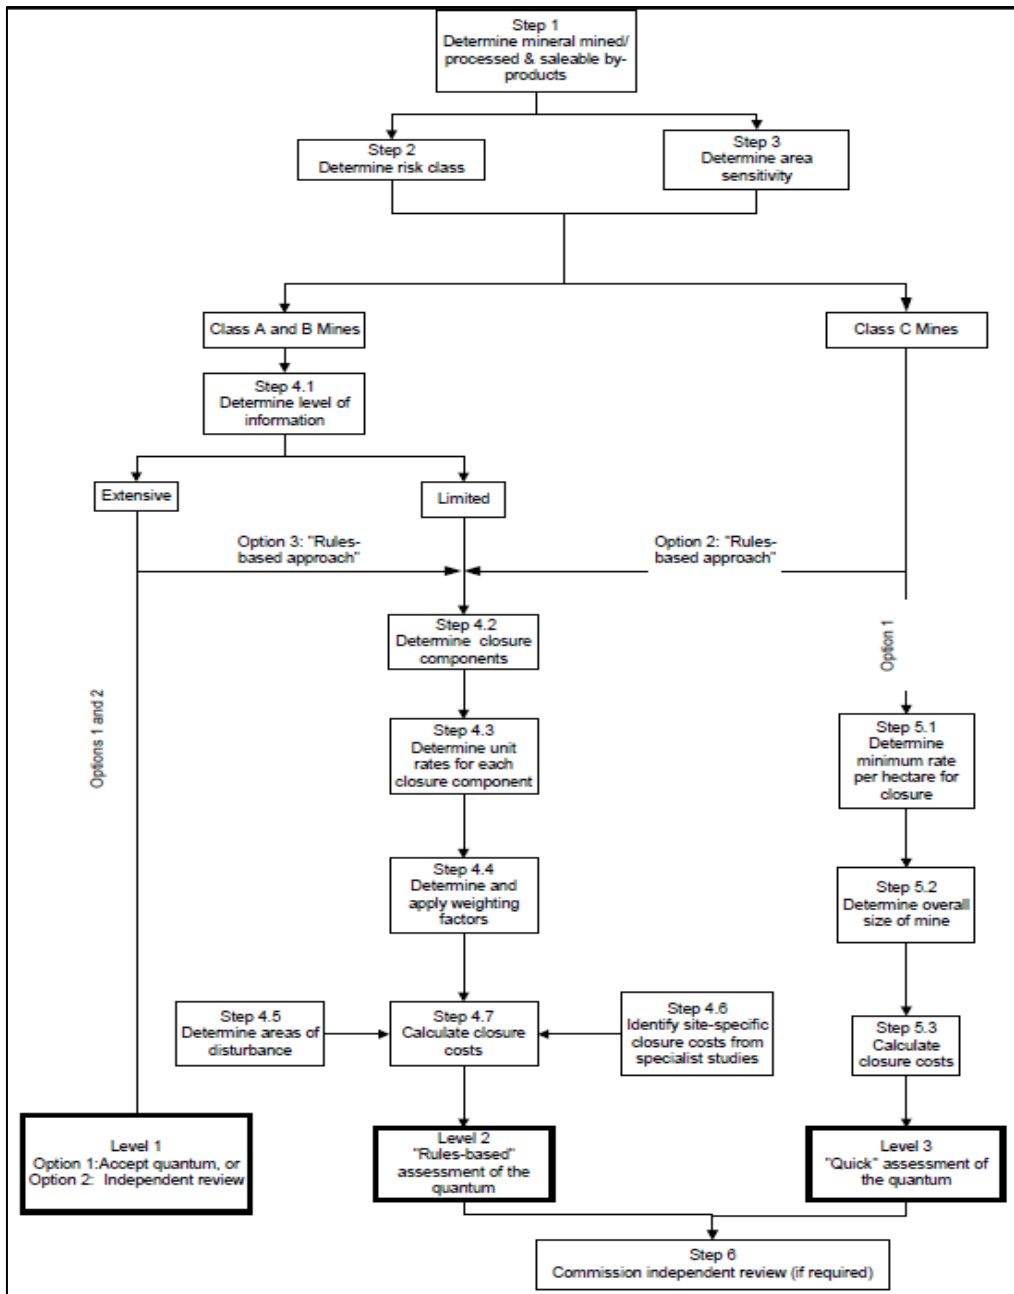 Step 1
Determine mineral mined/
processed & saleable by-
products
Step 2
Determine risk class
Step 3
Determine area
sensitivity
Class A and B Mines
Class C Mines
Step 4.1
Determine level of
information
Extensive
Limited
Option 3: "Rules-
based approach"
Option 2: "Rules-
based approach"
Options 1 and 2
Option 1
Step 4.2
Determine closure
components
Step 4.3
Determine unit
rates for each
closure component
Step 5.1
Determine
minimum rate
per hectare for
closure
Step 4.4
Determine and
apply weighting
factors
Step 5.2
Determine overall
size of mine
Step 4.5
Determine areas of
disturbance
Step 4.7
Calculate closure
costs
Step 4.6
Identify site-specific
closure costs from
specialist studies
Step 5.3
Calculate
closure costs
Level 1
Option 1:Accept quantum, or
Option 2: Independent review
Level 2
"Rules-based"
assessment of the
quantum
Level 3
"Quick" assessment of
the quantum
Step 6
Commission independent review (if required)